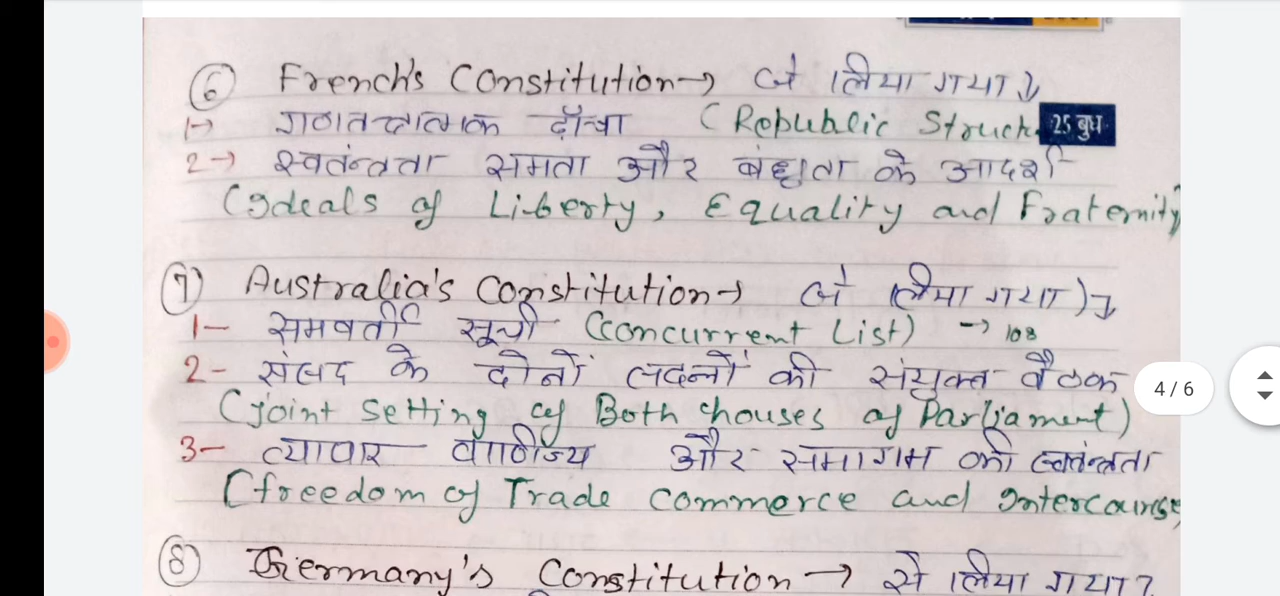 ⑥ French's Constitution→ से लिया गया↓
1→ गणतन्त्रात्मक ढाँचा (Republic Struct
25 बुध
2→ स्वतंन्त्रता समता और बंधुता के आदर्श
(Ideals of Liberty, Equality and Fraternity)
⑦ Australia's Constitution→ से लिया गया)↓
1- समवर्ती सूची (Concurrent List) → 108
2- संसद के दोनों सदनों की संयुक्त बैठक
4 / 6
(joint Setting of Both houses of Parliament)
3- व्यापार वाणिज्य और समागम की स्वतंन्त्रता
(freedom of Trade Commerce and Intercourse
⑧ Germany's Constitution→ से लिया गया?